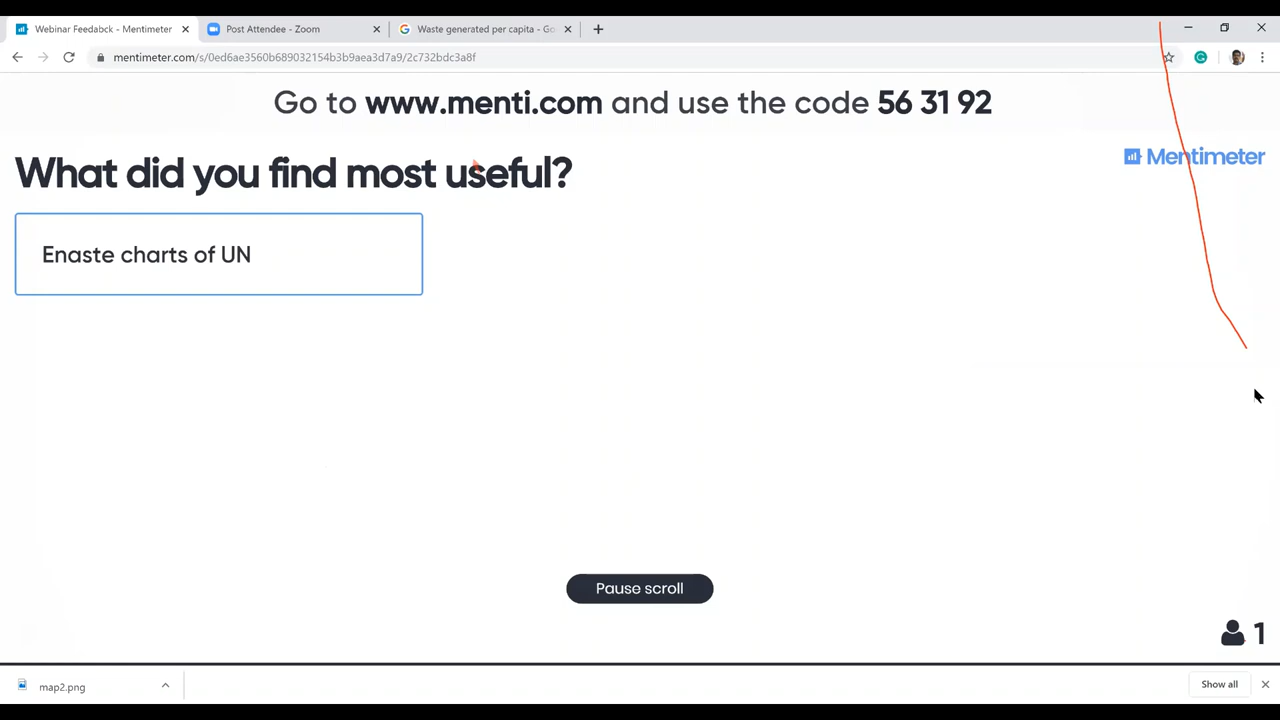 Webinar Feedabck - Mentimeter
Post Attendee - Zoom
Waste generated per capita - Go
mentimeter.com/s/0ed6ae3560b689032154b3b9aea3d7a9/2c732bdc3a8f
Go to www.menti.com and use the code 56 31 92
Mentimeter
What did you find most useful?
Enaste charts of UN
Pause scroll
1
map2.png
Show all